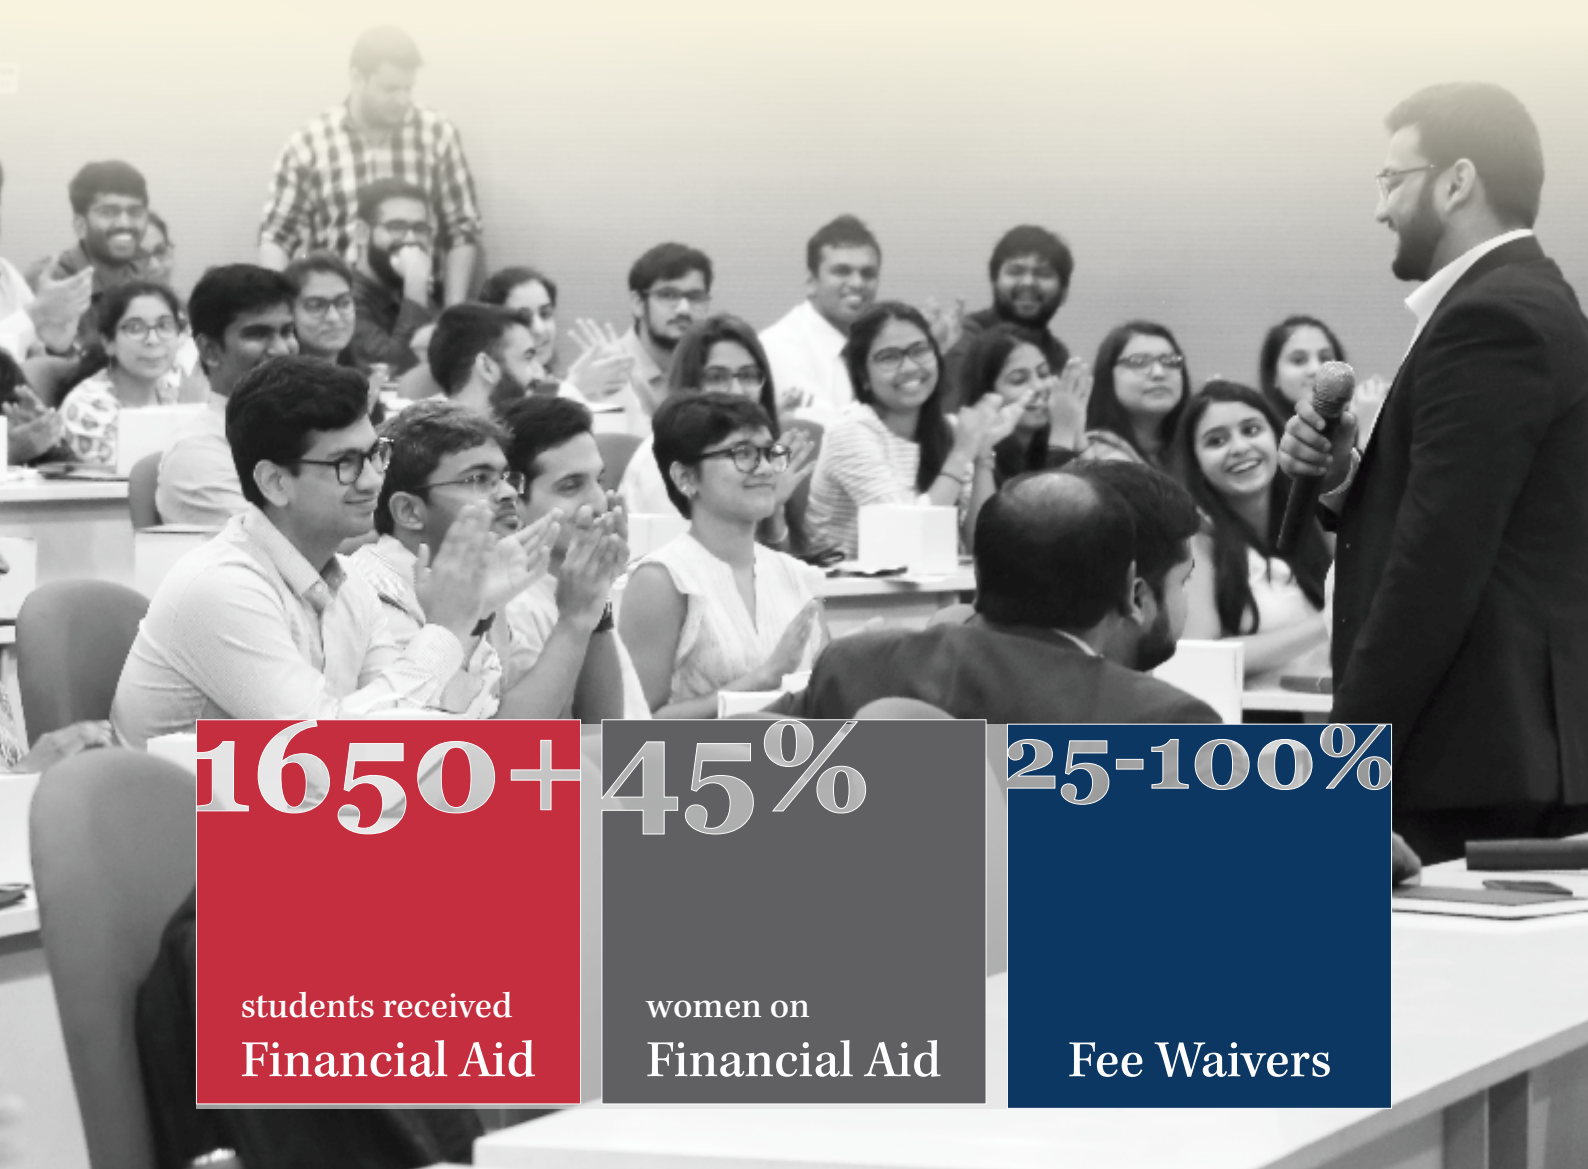 1650+
students received
Financial Aid
45%
women on
Financial Aid
25-100%
Fee Waivers